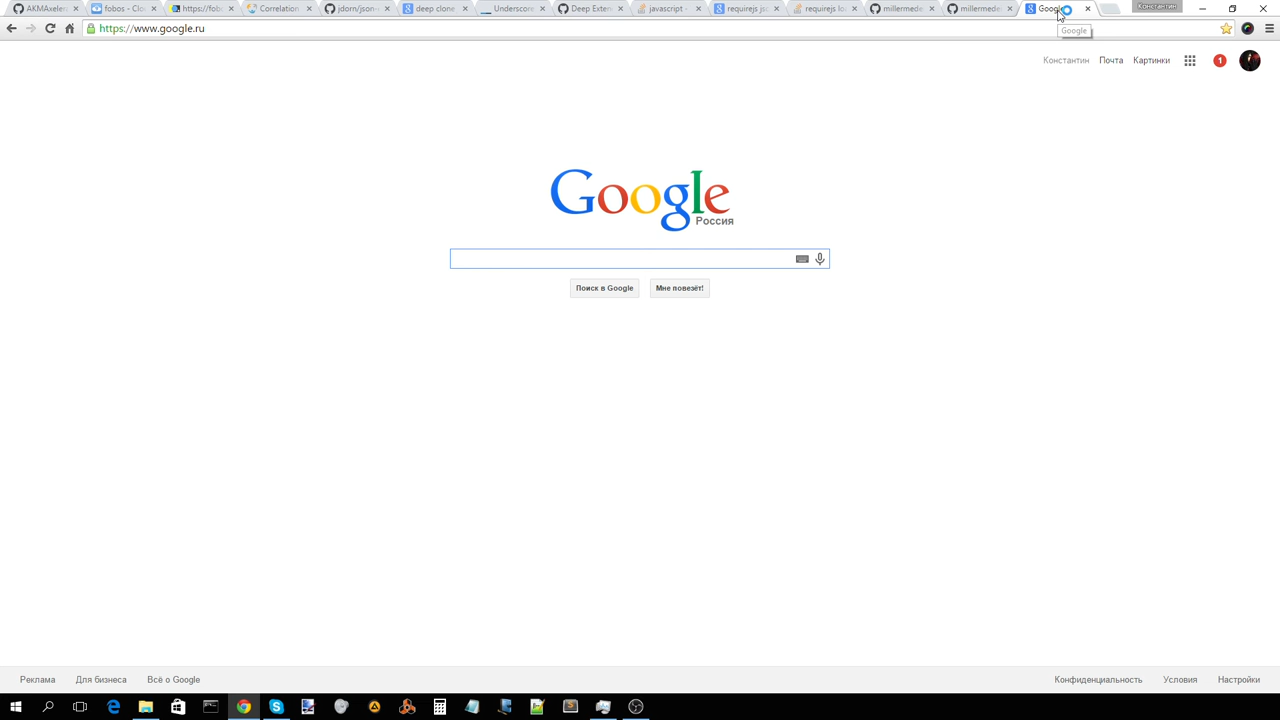 AKMAxeler
fobos - Clo
https://fob
Correlation
jdorn/json-
deep clone
Underscore
Deep Exten
javascript -
requirejs jso
requirejs lo
millermede
millermede
Google
Константин
https://www.google.ru
Google
Константин
Почта
Картинки
1
Google
Россия
Поиск в Google
Мне повезёт!
Реклама
Для бизнеса
Всё о Google
Конфиденциальность
Условия
Настройки